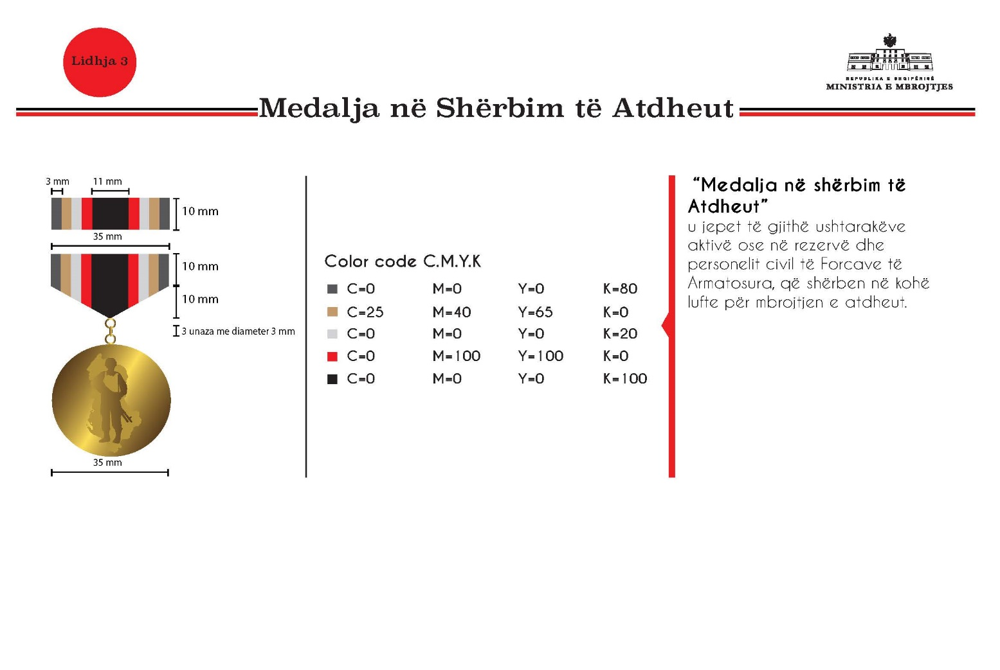 Lidhja 3
REPUBLIKA E SHQIPËRISË
MINISTRIA E MBROJTJES
Medalja në Shërbim të Atdheut
3 mm
11 mm
10 mm
35 mm
10 mm
10 mm
3 unaza me diameter 3 mm
35 mm
Color code C.M.Y.K
C=0 M=0 Y=0 K=80
C=25 M=40 Y=65 K=0
C=0 M=0 Y=0 K=20
C=0 M=100 Y=100 K=0
C=0 M=0 Y=0 K=100
“Medalja në shërbim të
Atdheut”
u jepet të gjithë ushtarakëve
aktivë ose në rezervë dhe
personelit civil të Forcave të
Armatosura, që shërben në kohë
lufte për mbrojtjen e atdheut.